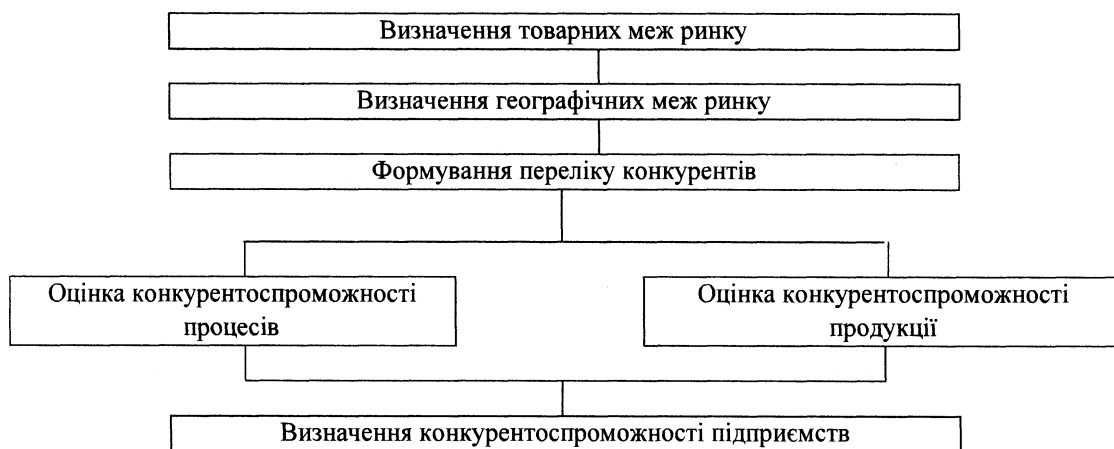 Визначення товарних меж ринку
Визначення географічних меж ринку
Формування переліку конкурентів
Оцінка конкурентоспроможності
процесів
Оцінка конкурентоспроможності
продукції
Визначення конкурентоспроможності підприємств